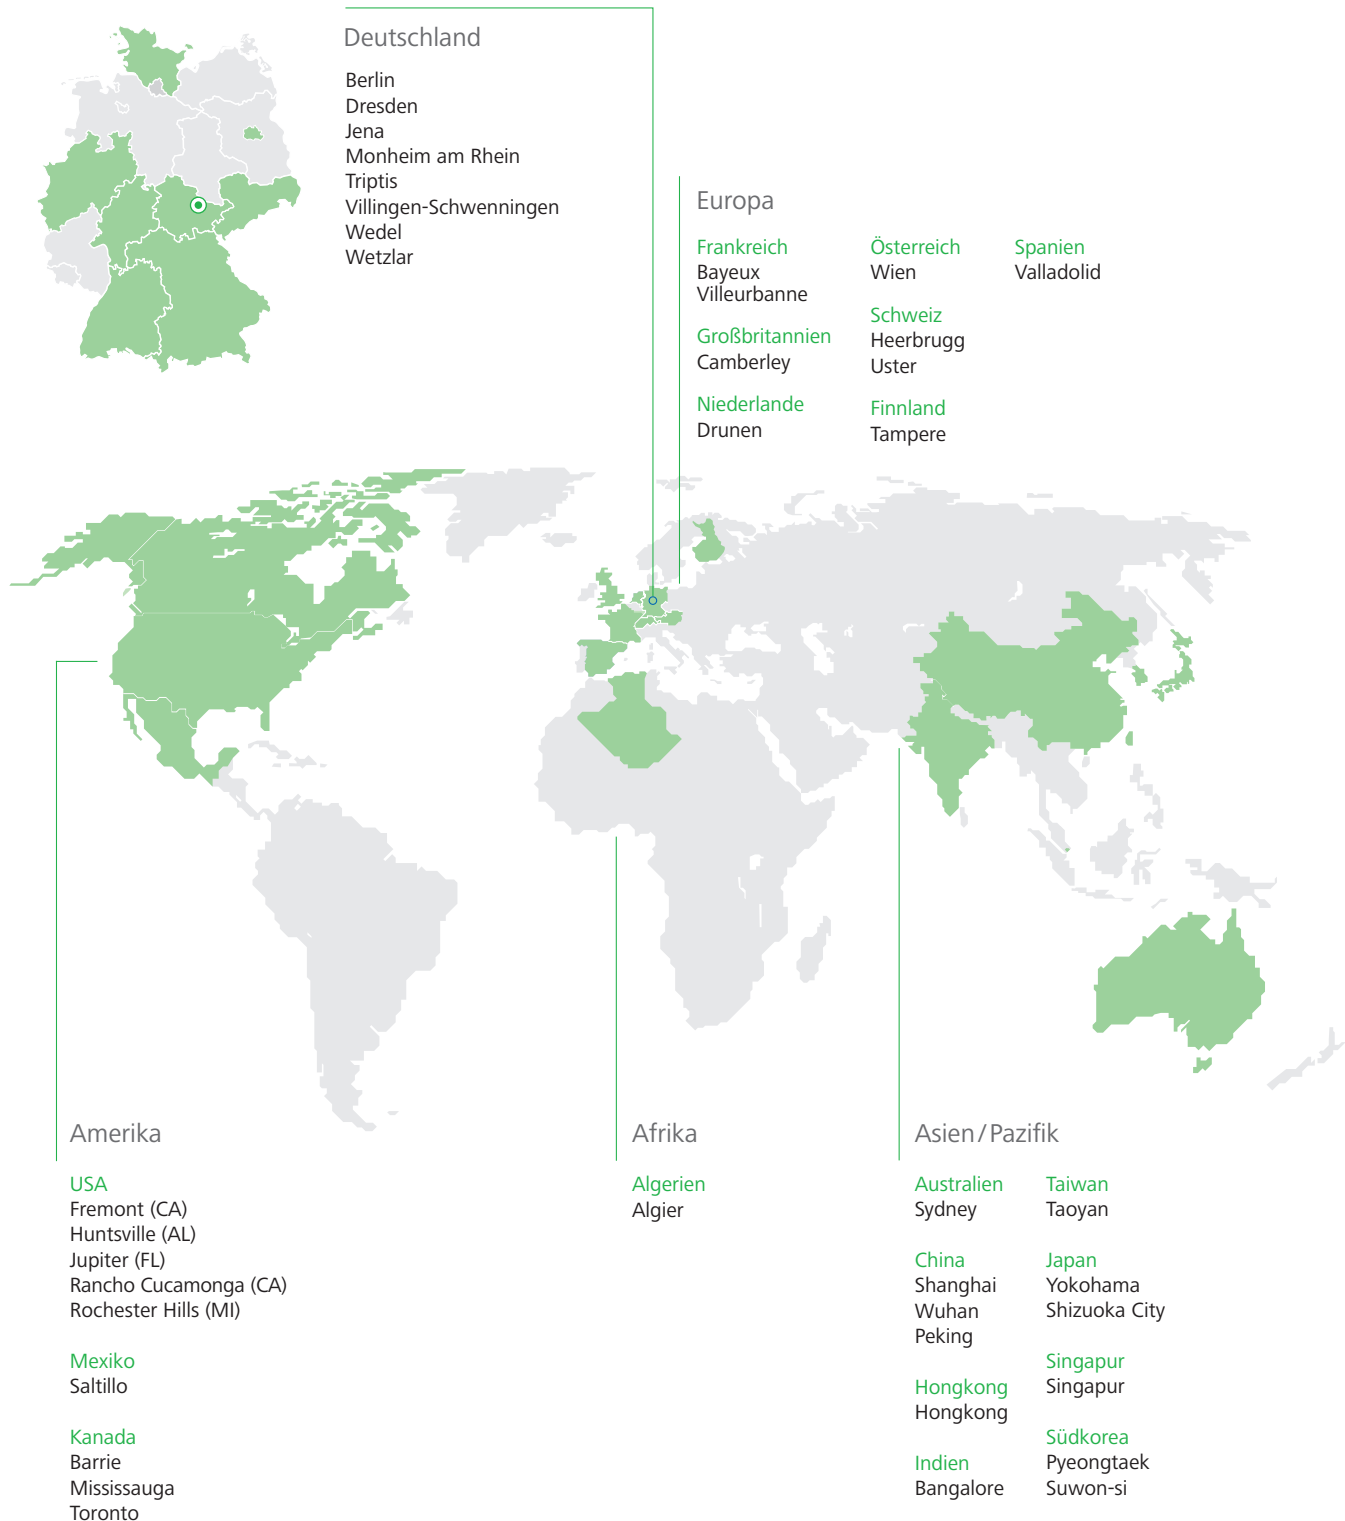 Deutschland
Berlin
Dresden
Jena
Monheim am Rhein
Triptis
Villingen-Schwenningen
Wedel
Wetzlar
Europa
Frankreich
Bayeux
Villeurbanne
Großbritannien
Camberley
Niederlande
Drunen
Österreich
Wien
Schweiz
Heerbrugg
Uster
Finnland
Tampere
Spanien
Valladolid
Amerika
USA
Fremont (CA)
Huntsville (AL)
Jupiter (FL)
Rancho Cucamonga (CA)
Rochester Hills (MI)
Mexiko
Saltillo
Kanada
Barrie
Mississauga
Toronto
Afrika
Algerien
Algier
Asien/Pazifik
Australien
Sydney
China
Shanghai
Wuhan
Peking
Hongkong
Hongkong
Indien
Bangalore
Taiwan
Taoyan
Japan
Yokohama
Shizuoka City
Singapur
Singapur
Südkorea
Pyeongtaek
Suwon-si